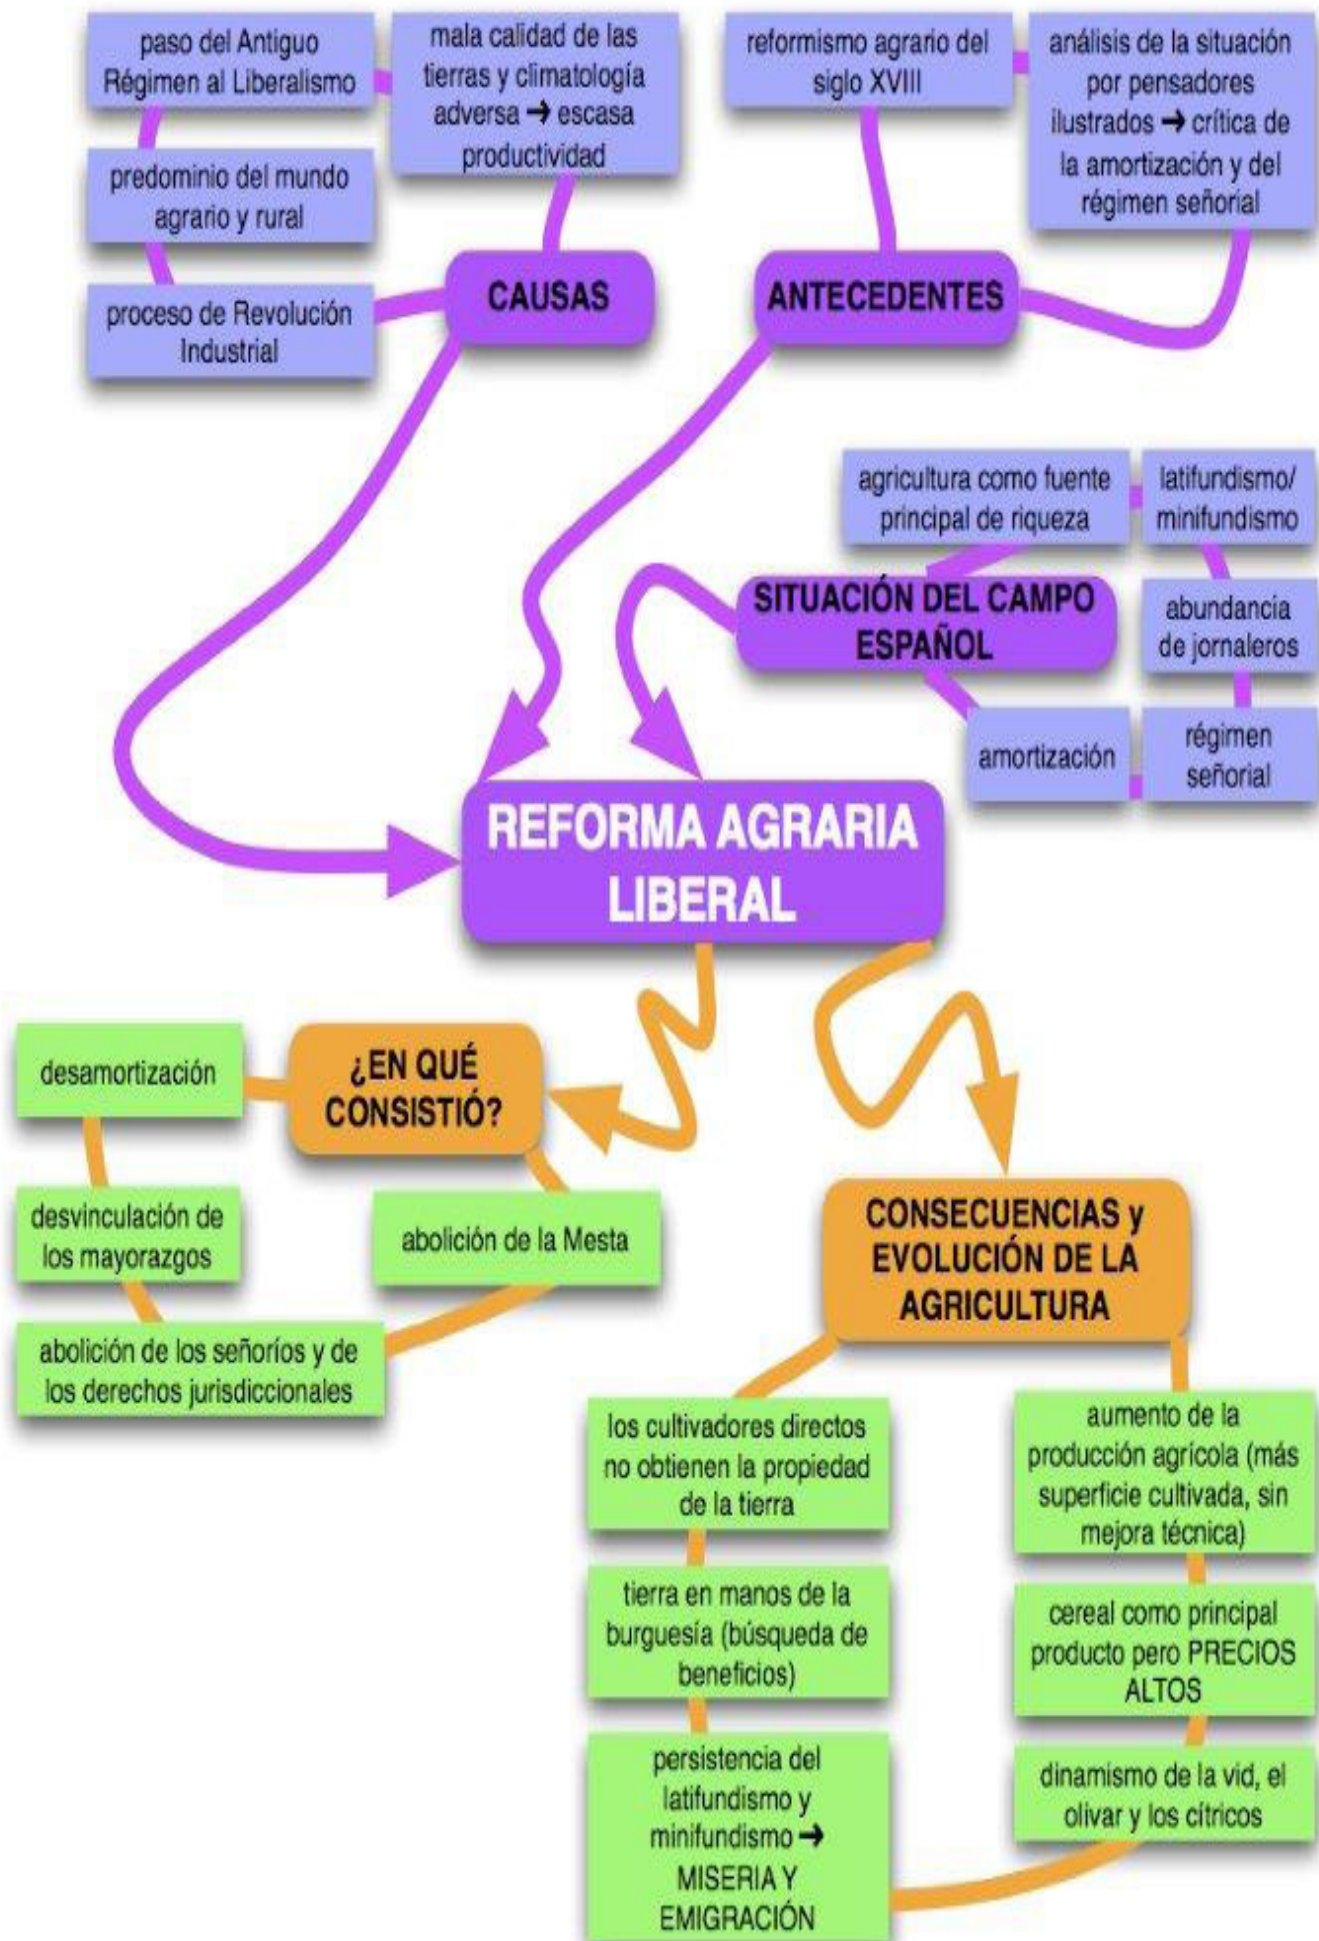 paso del Antiguo
Régimen al Liberalismo
mala calidad de las
tierras y climatología
adversa ➜ escasa
productividad
predominio del mundo
agrario y rural
proceso de Revolución
Industrial
CAUSAS
reformismo agrario del
siglo XVIII
análisis de la situación
por pensadores
ilustrados ➜ crítica de
la amortización y del
régimen señorial
ANTECEDENTES
agricultura como fuente
principal de riqueza
latifundismo/
minifundismo
SITUACIÓN DEL CAMPO
ESPAÑOL
abundancia
de jornaleros
amortización
régimen
señorial
REFORMA AGRARIA
LIBERAL
desamortización
¿EN QUÉ
CONSISTIÓ?
desvinculación de
los mayorazgos
abolición de la Mesta
abolición de los señoríos y de
los derechos jurisdiccionales
CONSECUENCIAS y
EVOLUCIÓN DE LA
AGRICULTURA
los cultivadores directos
no obtienen la propiedad
de la tierra
tierra en manos de la
burguesía (búsqueda de
beneficios)
persistencia del
latifundismo y
minifundismo ➜
MISERIA Y
EMIGRACIÓN
aumento de la
producción agrícola (más
superficie cultivada, sin
mejora técnica)
cereal como principal
producto pero PRECIOS
ALTOS
dinamismo de la vid, el
olivar y los cítricos